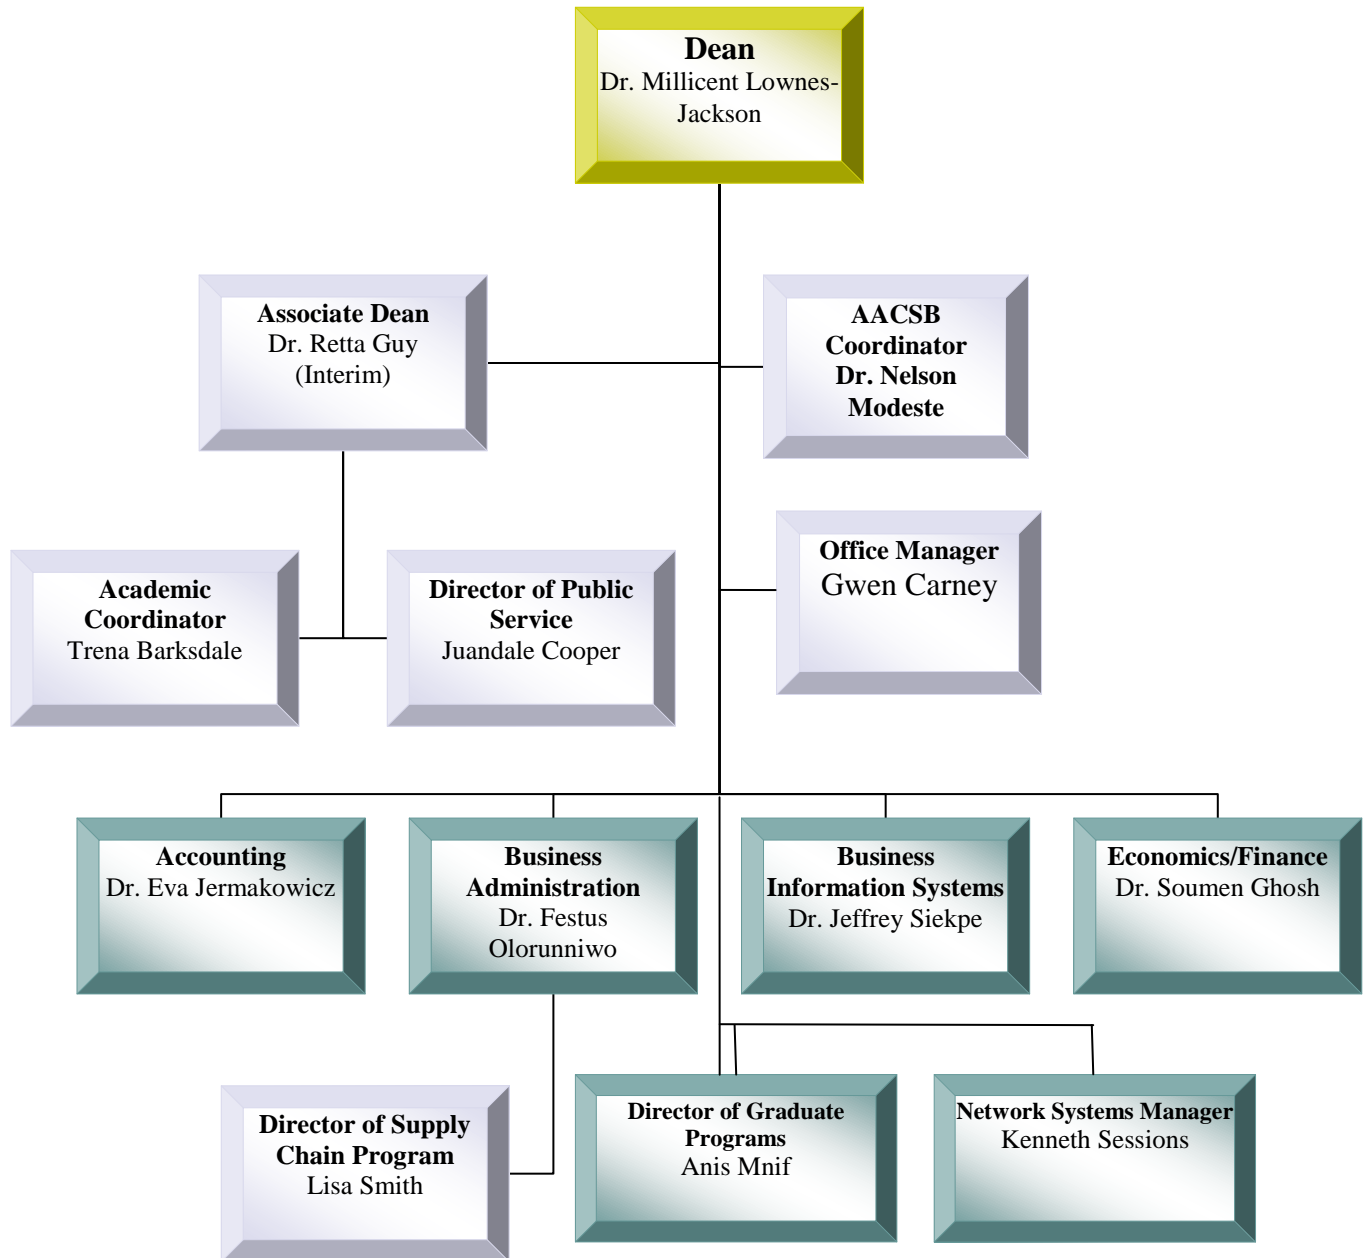 Dean
Dr. Millicent Lownes-
Jackson
Associate Dean
Dr. Retta Guy
(Interim)
AACSB
Coordinator
Dr. Nelson
Modeste
Academic
Coordinator
Trena Barksdale
Director of Public
Service
Juandale Cooper
Office Manager
Gwen Carney
Accounting
Dr. Eva Jermakowicz
Business
Administration
Dr. Festus
Olorunniwo
Business
Information Systems
Dr. Jeffrey Siekpe
Economics/Finance
Dr. Soumen Ghosh
Director of Supply
Chain Program
Lisa Smith
Director of Graduate
Programs
Anis Mnif
Network Systems Manager
Kenneth Sessions